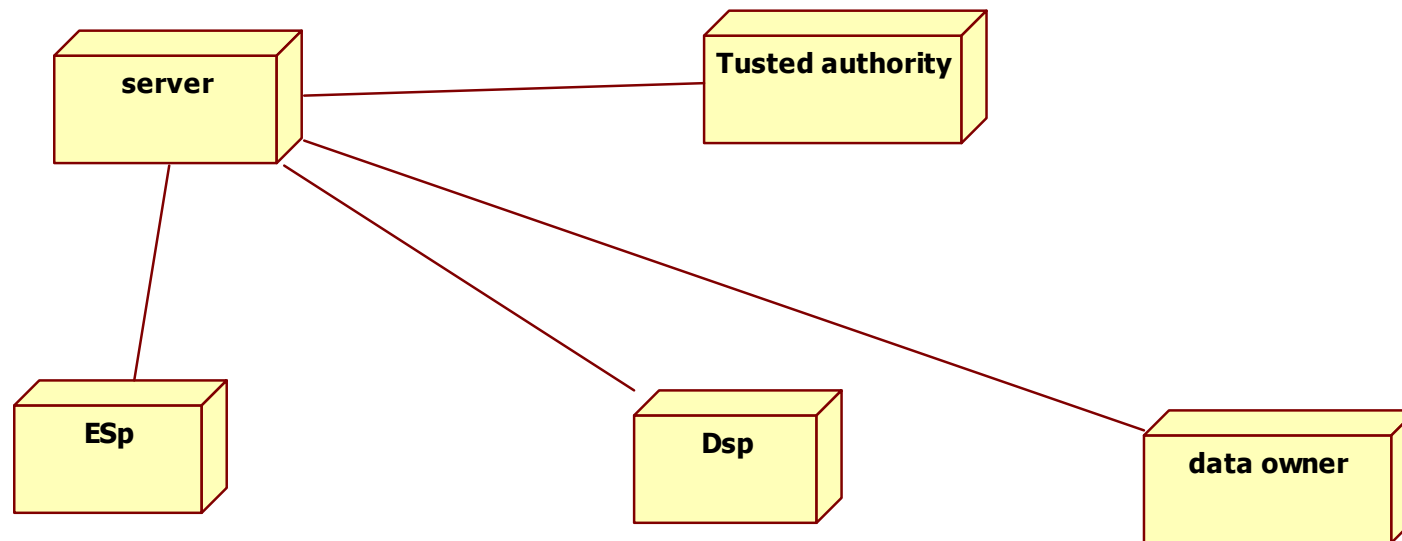 server
Tusted authority
ESp
Dsp
data owner